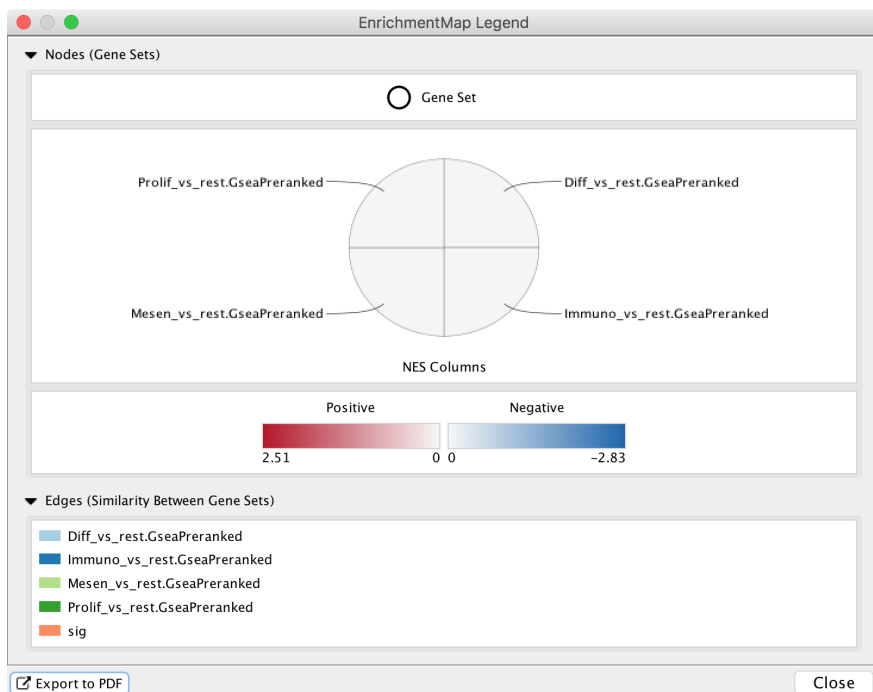 EnrichmentMap Legend
Nodes (Gene Sets)
Gene Set
Prolif_vs_rest.GseaPreranked
Diff_vs_rest.GseaPreranked
Mesen_vs_rest.GseaPreranked
Immuno_vs_rest.GseaPreranked
NES Columns
Positive Negative
2.51 0 0 -2.83
Edges (Similarity Between Gene Sets)
Diff_vs_rest.GseaPreranked
Immuno_vs_rest.GseaPreranked
Mesen_vs_rest.GseaPreranked
Prolif_vs_rest.GseaPreranked
sig
Export to PDF
Close